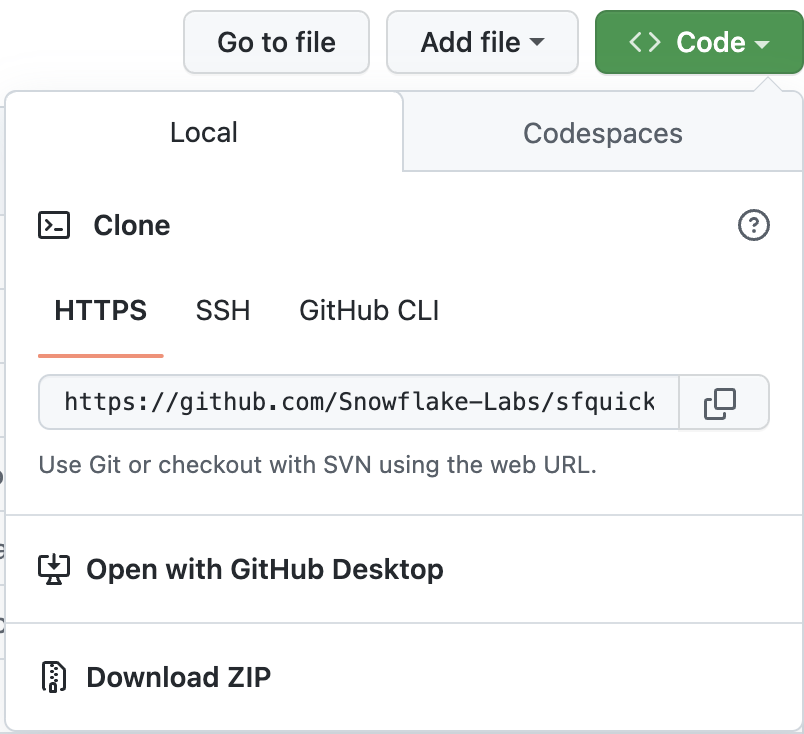 Go to file
Add file
Code
Local
Codespaces
Clone
HTTPS
SSH
GitHub CLI
https://github.com/Snowflake-Labs/sfquick
Use Git or checkout with SVN using the web URL.
Open with GitHub Desktop
Download ZIP